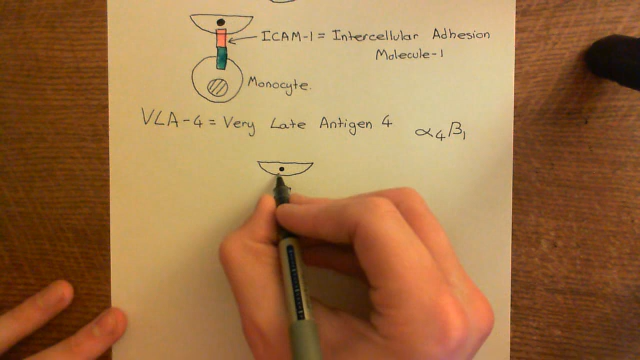 ICAM-1 = Intercellular Adhesion
Molecule-1
Monocyte.
VLA-4 = Very Late Antigen 4 α₄β₁